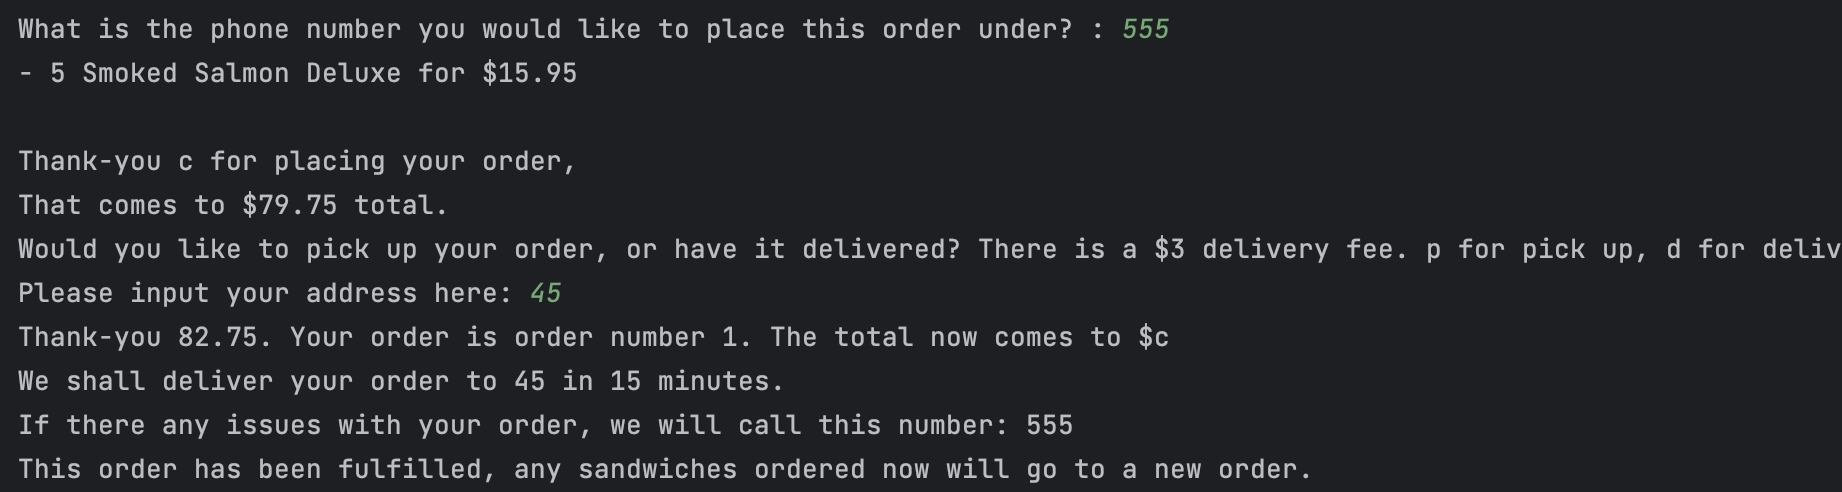 What is the phone number you would like to place this order under? : 555
- 5 Smoked Salmon Deluxe for $15.95
Thank-you c for placing your order,
That comes to $79.75 total.
Would you like to pick up your order, or have it delivered? There is a $3 delivery fee. p for pick up, d for deliv
Please input your address here: 45
Thank-you 82.75. Your order is order number 1. The total now comes to $c
We shall deliver your order to 45 in 15 minutes.
If there any issues with your order, we will call this number: 555
This order has been fulfilled, any sandwiches ordered now will go to a new order.